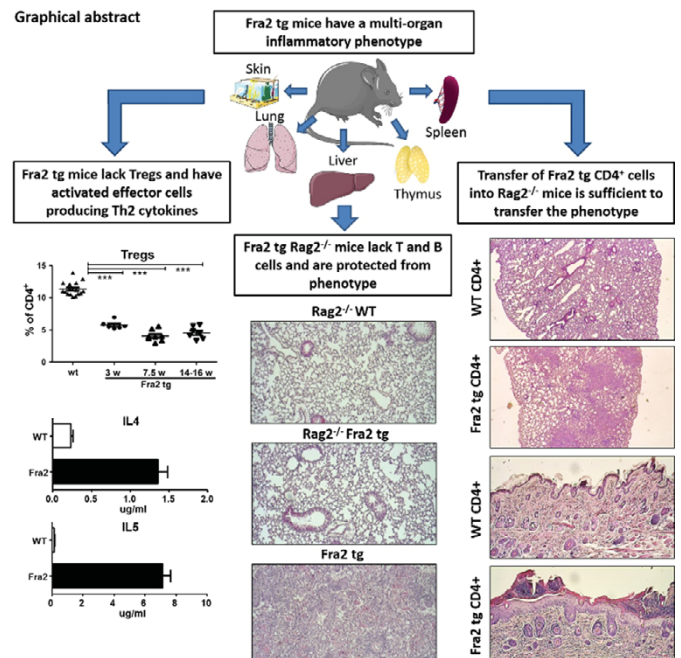 Graphical abstract
Fra2 tg mice have a multi-organ
inflammatory phenotype
Skin
Lung
Liver
Thymus
Spleen
Fra2 tg mice lack Tregs and have
activated effector cells
producing Th2 cytokines
Tregs
***
***
***
% of CD4⁺
15
10
5
0
wt
3 w
7.5 w
14-16 w
Fra2 tg
IL4
WT
Fra2
0.0
0.5
1.0
1.5
2.0
ug/ml
IL5
WT
Fra2
0
2
4
6
8
10
ug/ml
Fra2 tg Rag2⁻/⁻ mice lack T and B
cells and are protected from
phenotype
Rag2⁻/⁻ WT
Rag2⁻/⁻ Fra2 tg
Fra2 tg
Transfer of Fra2 tg CD4⁺ cells
into Rag2⁻/⁻ mice is sufficient to
transfer the phenotype
WT CD4+
Fra2 tg CD4+
WT CD4+
Fra2 tg CD4+